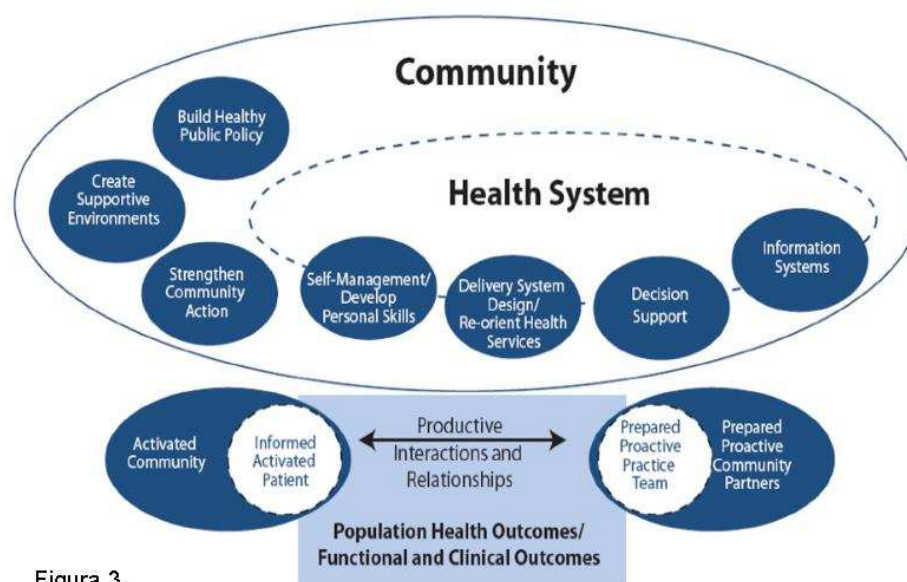 Community
Build Healthy
Public Policy
Create
Supportive
Environments
Strengthen
Community
Action
Health System
Self-Management/
Develop
Personal Skills
Delivery System
Design/
Re-orient Health
Services
Decision
Support
Information
Systems
Activated
Community
Informed
Activated
Patient
Productive
Interactions and
Relationships
Prepared
Proactive
Practice
Team
Prepared
Proactive
Community
Partners
Population Health Outcomes/
Functional and Clinical Outcomes
Figura 3